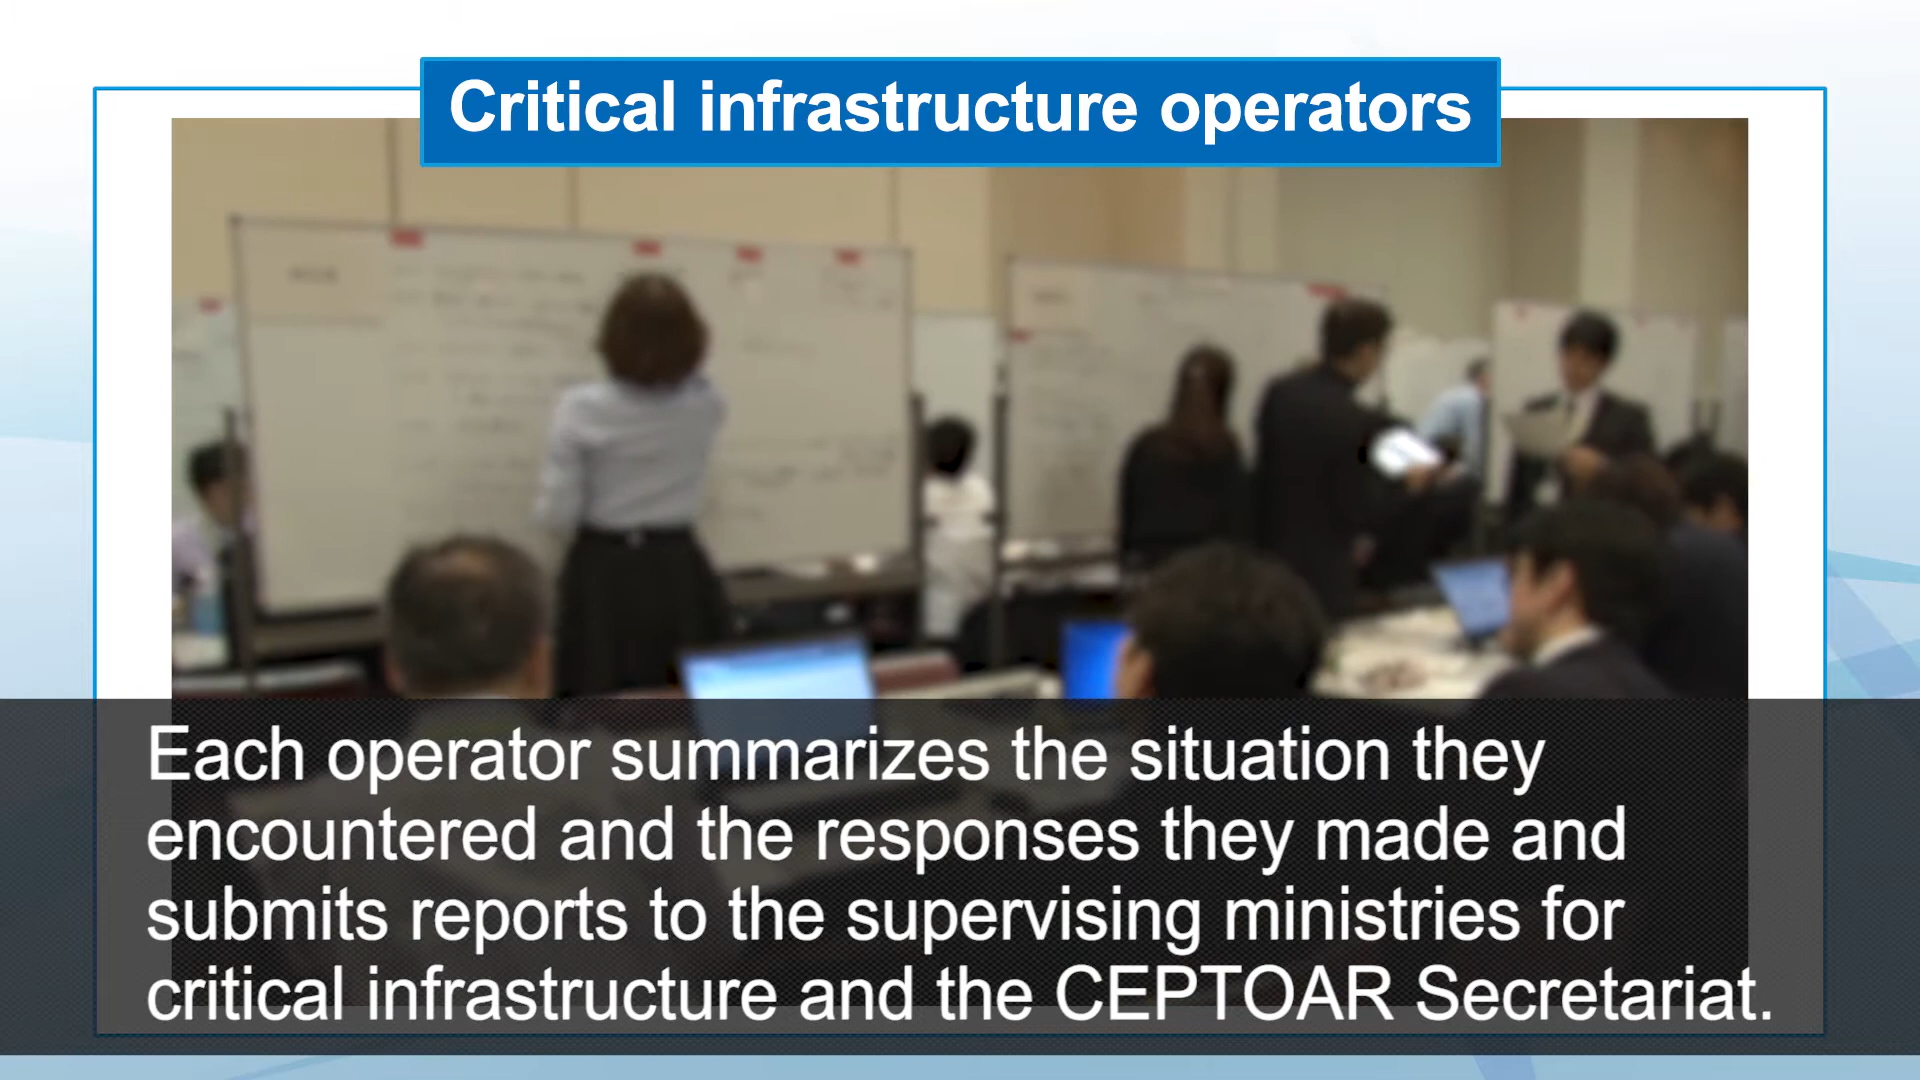 Critical infrastructure operators
Each operator summarizes the situation they
encountered and the responses they made and
submits reports to the supervising ministries for
critical infrastructure and the CEPTOAR Secretariat.